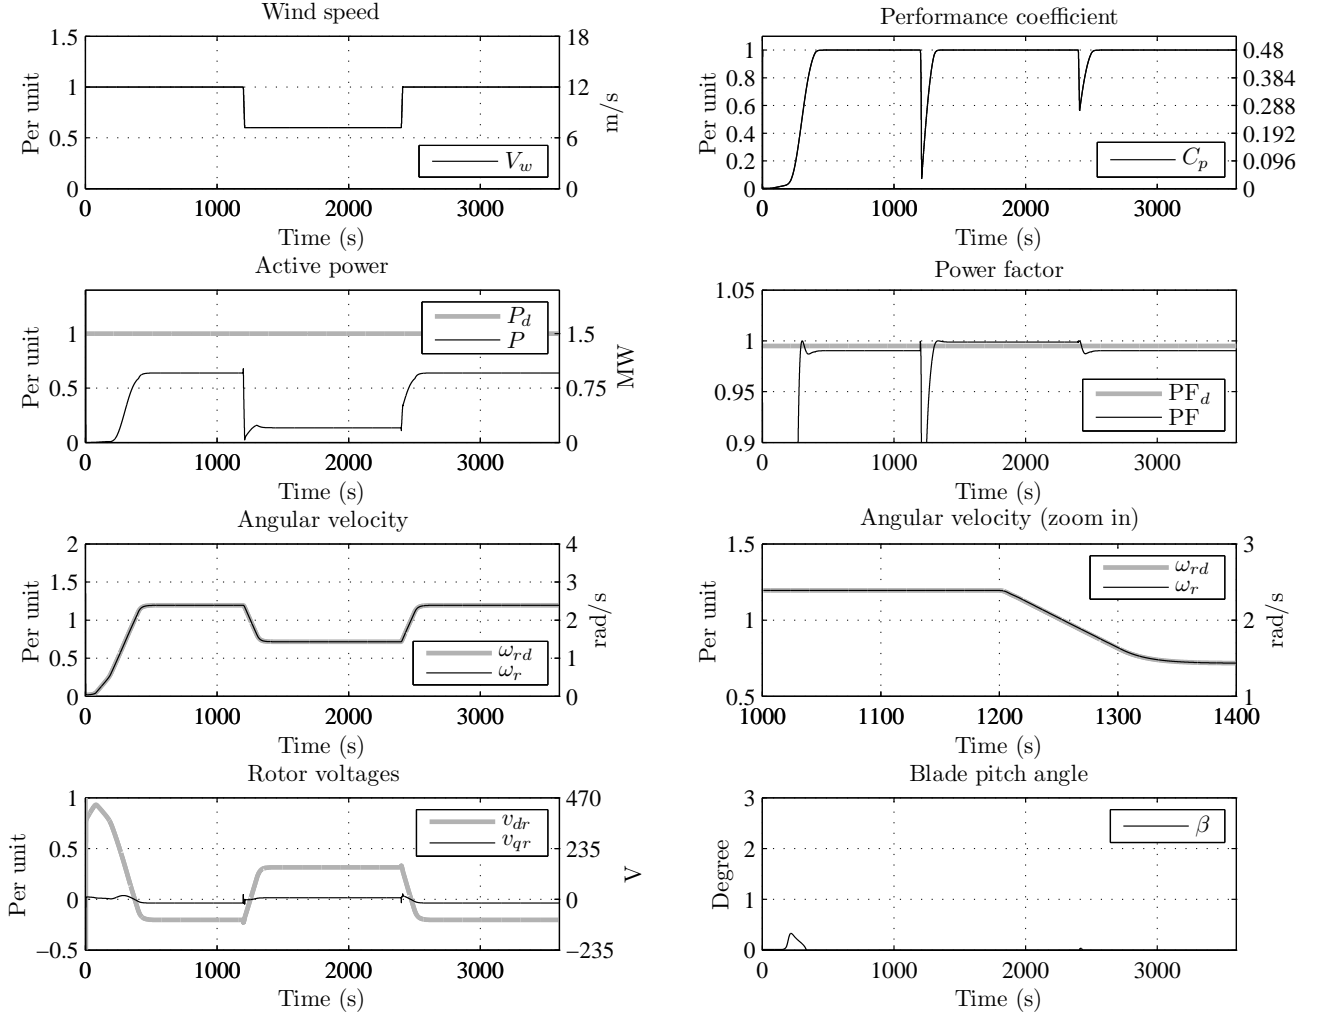 Wind speed
1.5
1
0.5
0
18
12
6
0
Per unit
m/s
V_w
0 1000 2000 3000
Time (s)
Performance coefficient
1
0.8
0.6
0.4
0.2
0
0.48
0.384
0.288
0.192
0.096
0
Per unit
C_p
0 1000 2000 3000
Time (s)
Active power
1
0.5
0
1.5
0.75
0
Per unit
MW
P_d
P
0 1000 2000 3000
Time (s)
Power factor
1.05
1
0.95
0.9
PF_d
PF
0 1000 2000 3000
Time (s)
Angular velocity
2
1.5
1
0.5
0
4
3
2
1
0
Per unit
rad/s
ω_rd
ω_r
0 1000 2000 3000
Time (s)
Angular velocity (zoom in)
1.5
1
0.5
3
2
1
Per unit
rad/s
ω_rd
ω_r
1000 1100 1200 1300 1400
Time (s)
Rotor voltages
1
0.5
0
−0.5
470
235
0
−235
Per unit
V
v_dr
v_qr
0 1000 2000 3000
Time (s)
Blade pitch angle
3
2
1
0
Degree
β
0 1000 2000 3000
Time (s)